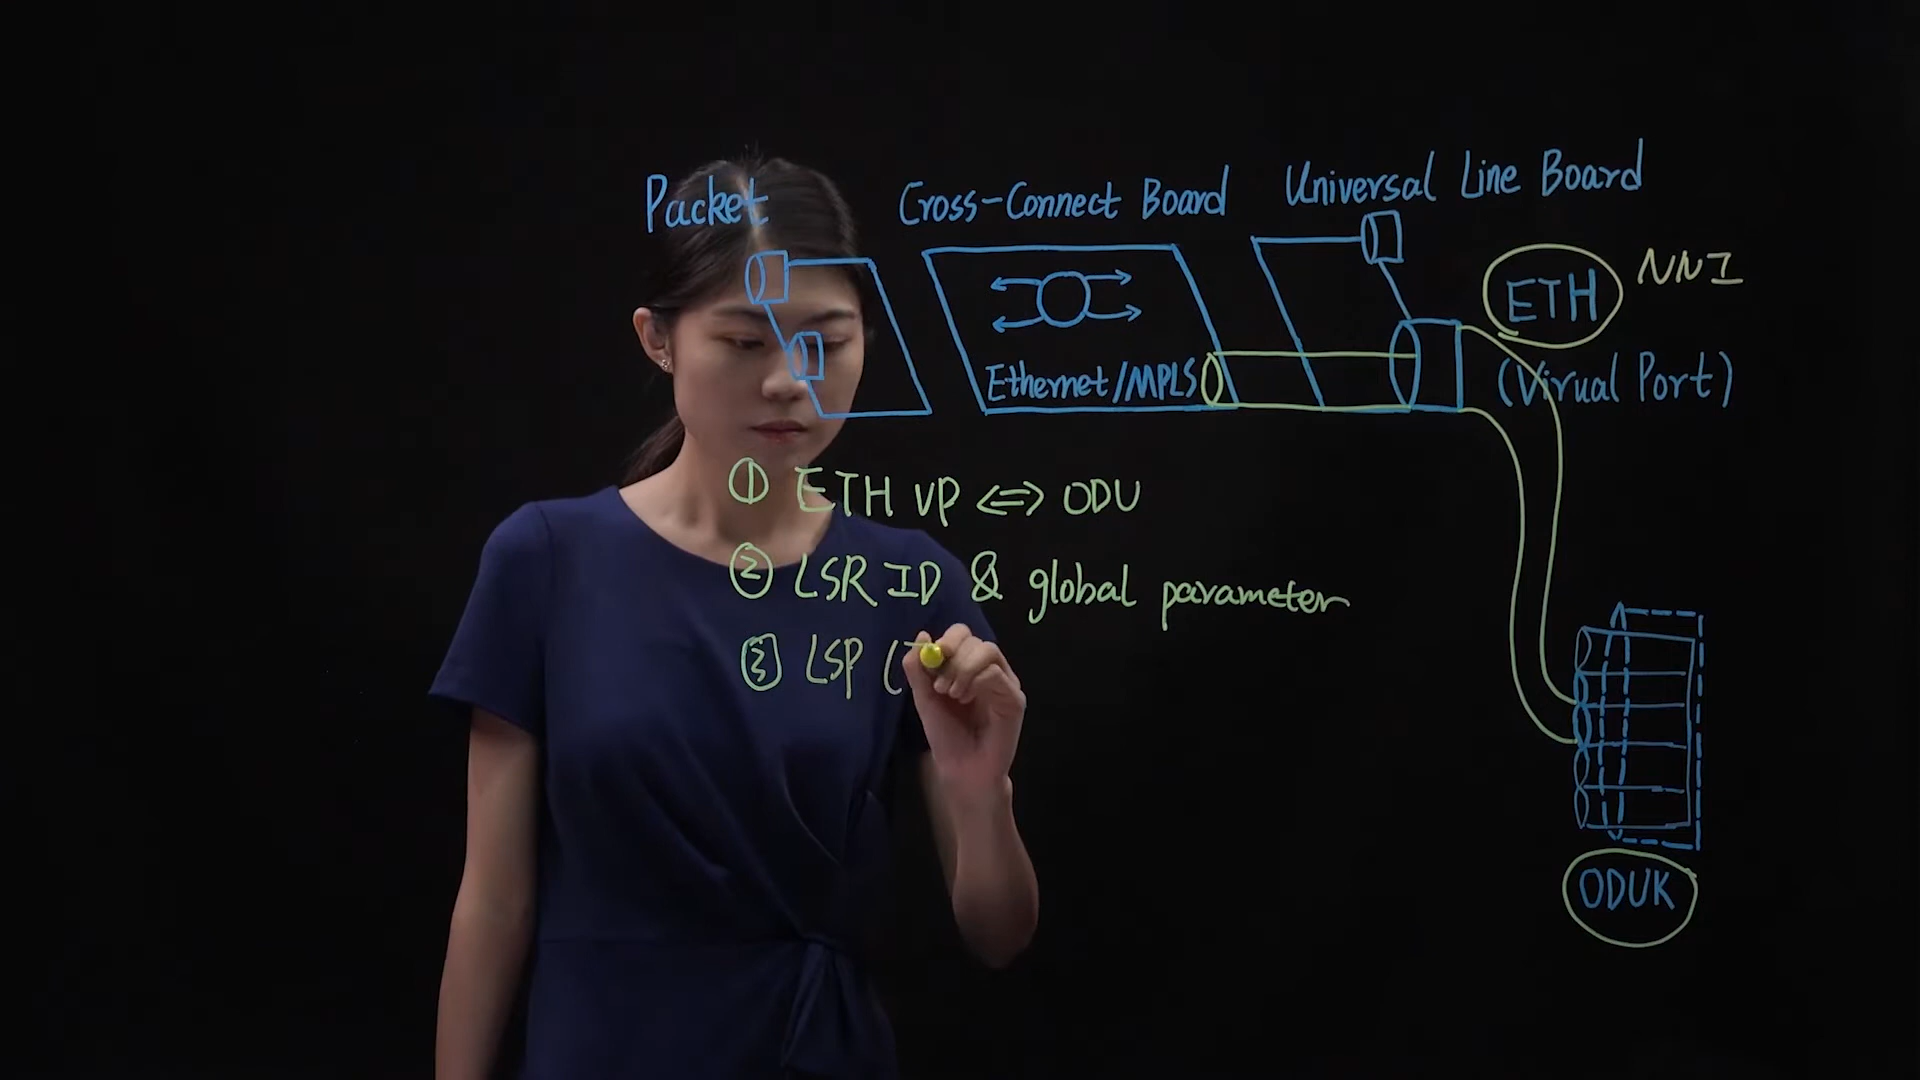 Packet
Cross-Connect Board
Universal Line Board
ETH
NNI
Ethernet/MPLS
(Virual Port)
① ETH VP <=> ODU
② LSR ID & global parameter
③ LSP (
ODUK